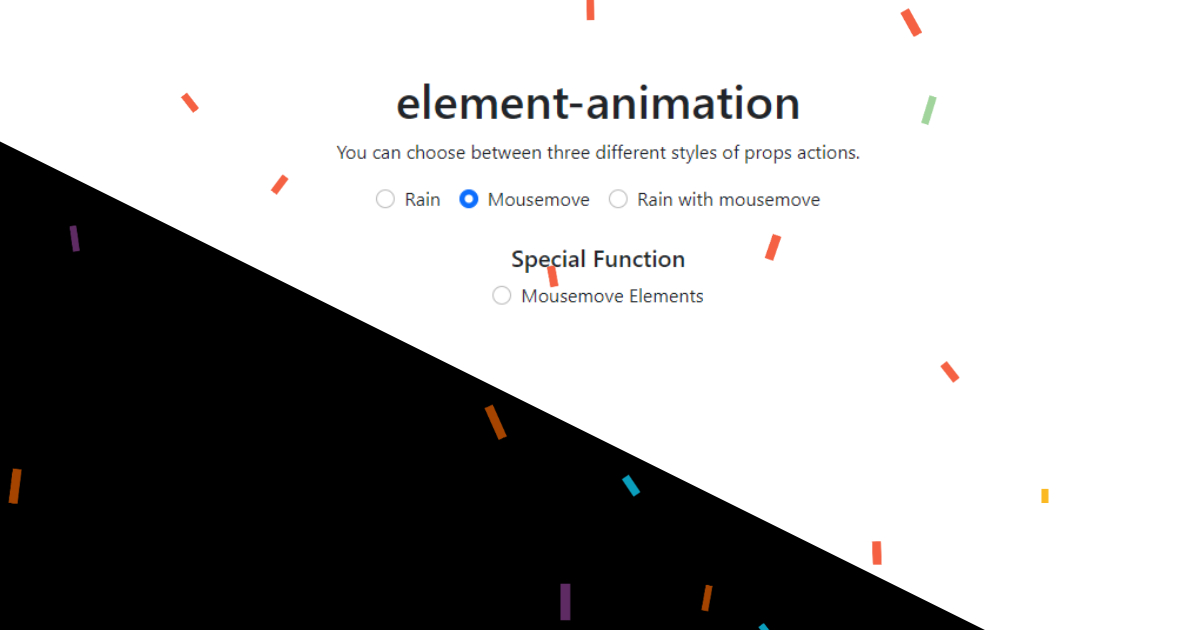 element-animation
You can choose between three different styles of props actions.
Rain Mousemove Rain with mousemove
Special Function
Mousemove Elements